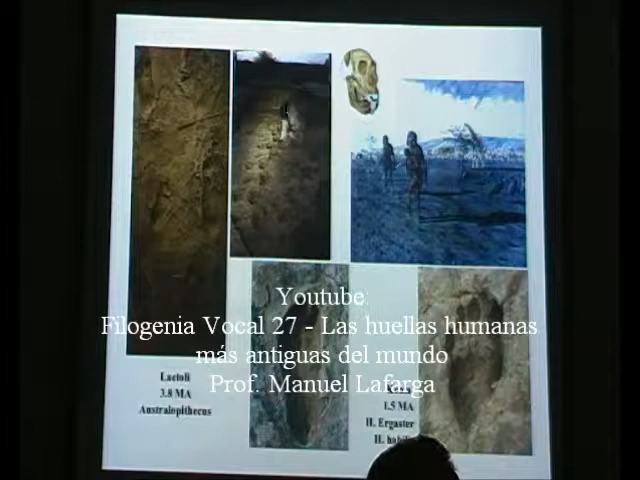 Youtube:
Filogenia Vocal 27 - Las huellas humanas
más antiguas del mundo
Prof. Manuel Lafarga
Laetoli
3.8 MA
Australopithecus
1.5 MA
H. Ergaster
H. habilis